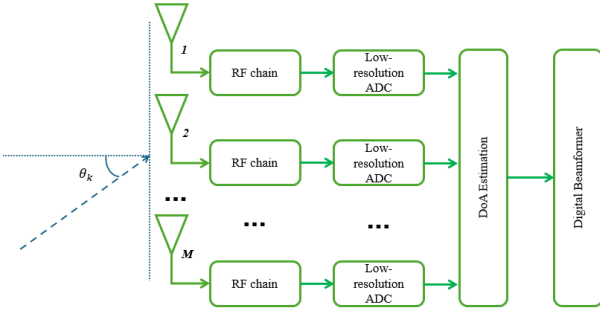 1
RF chain
Low-
resolution
ADC
2
RF chain
Low-
resolution
ADC
θk
...
...
...
M
RF chain
Low-
resolution
ADC
DoA Estimation
Digital Beamformer